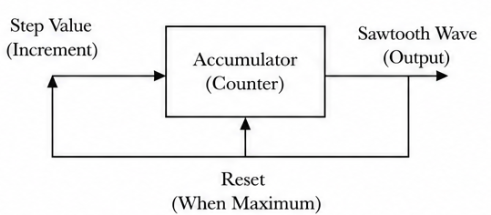 Step Value
(Increment)
Accumulator
(Counter)
Sawtooth Wave
(Output)
Reset
(When Maximum)